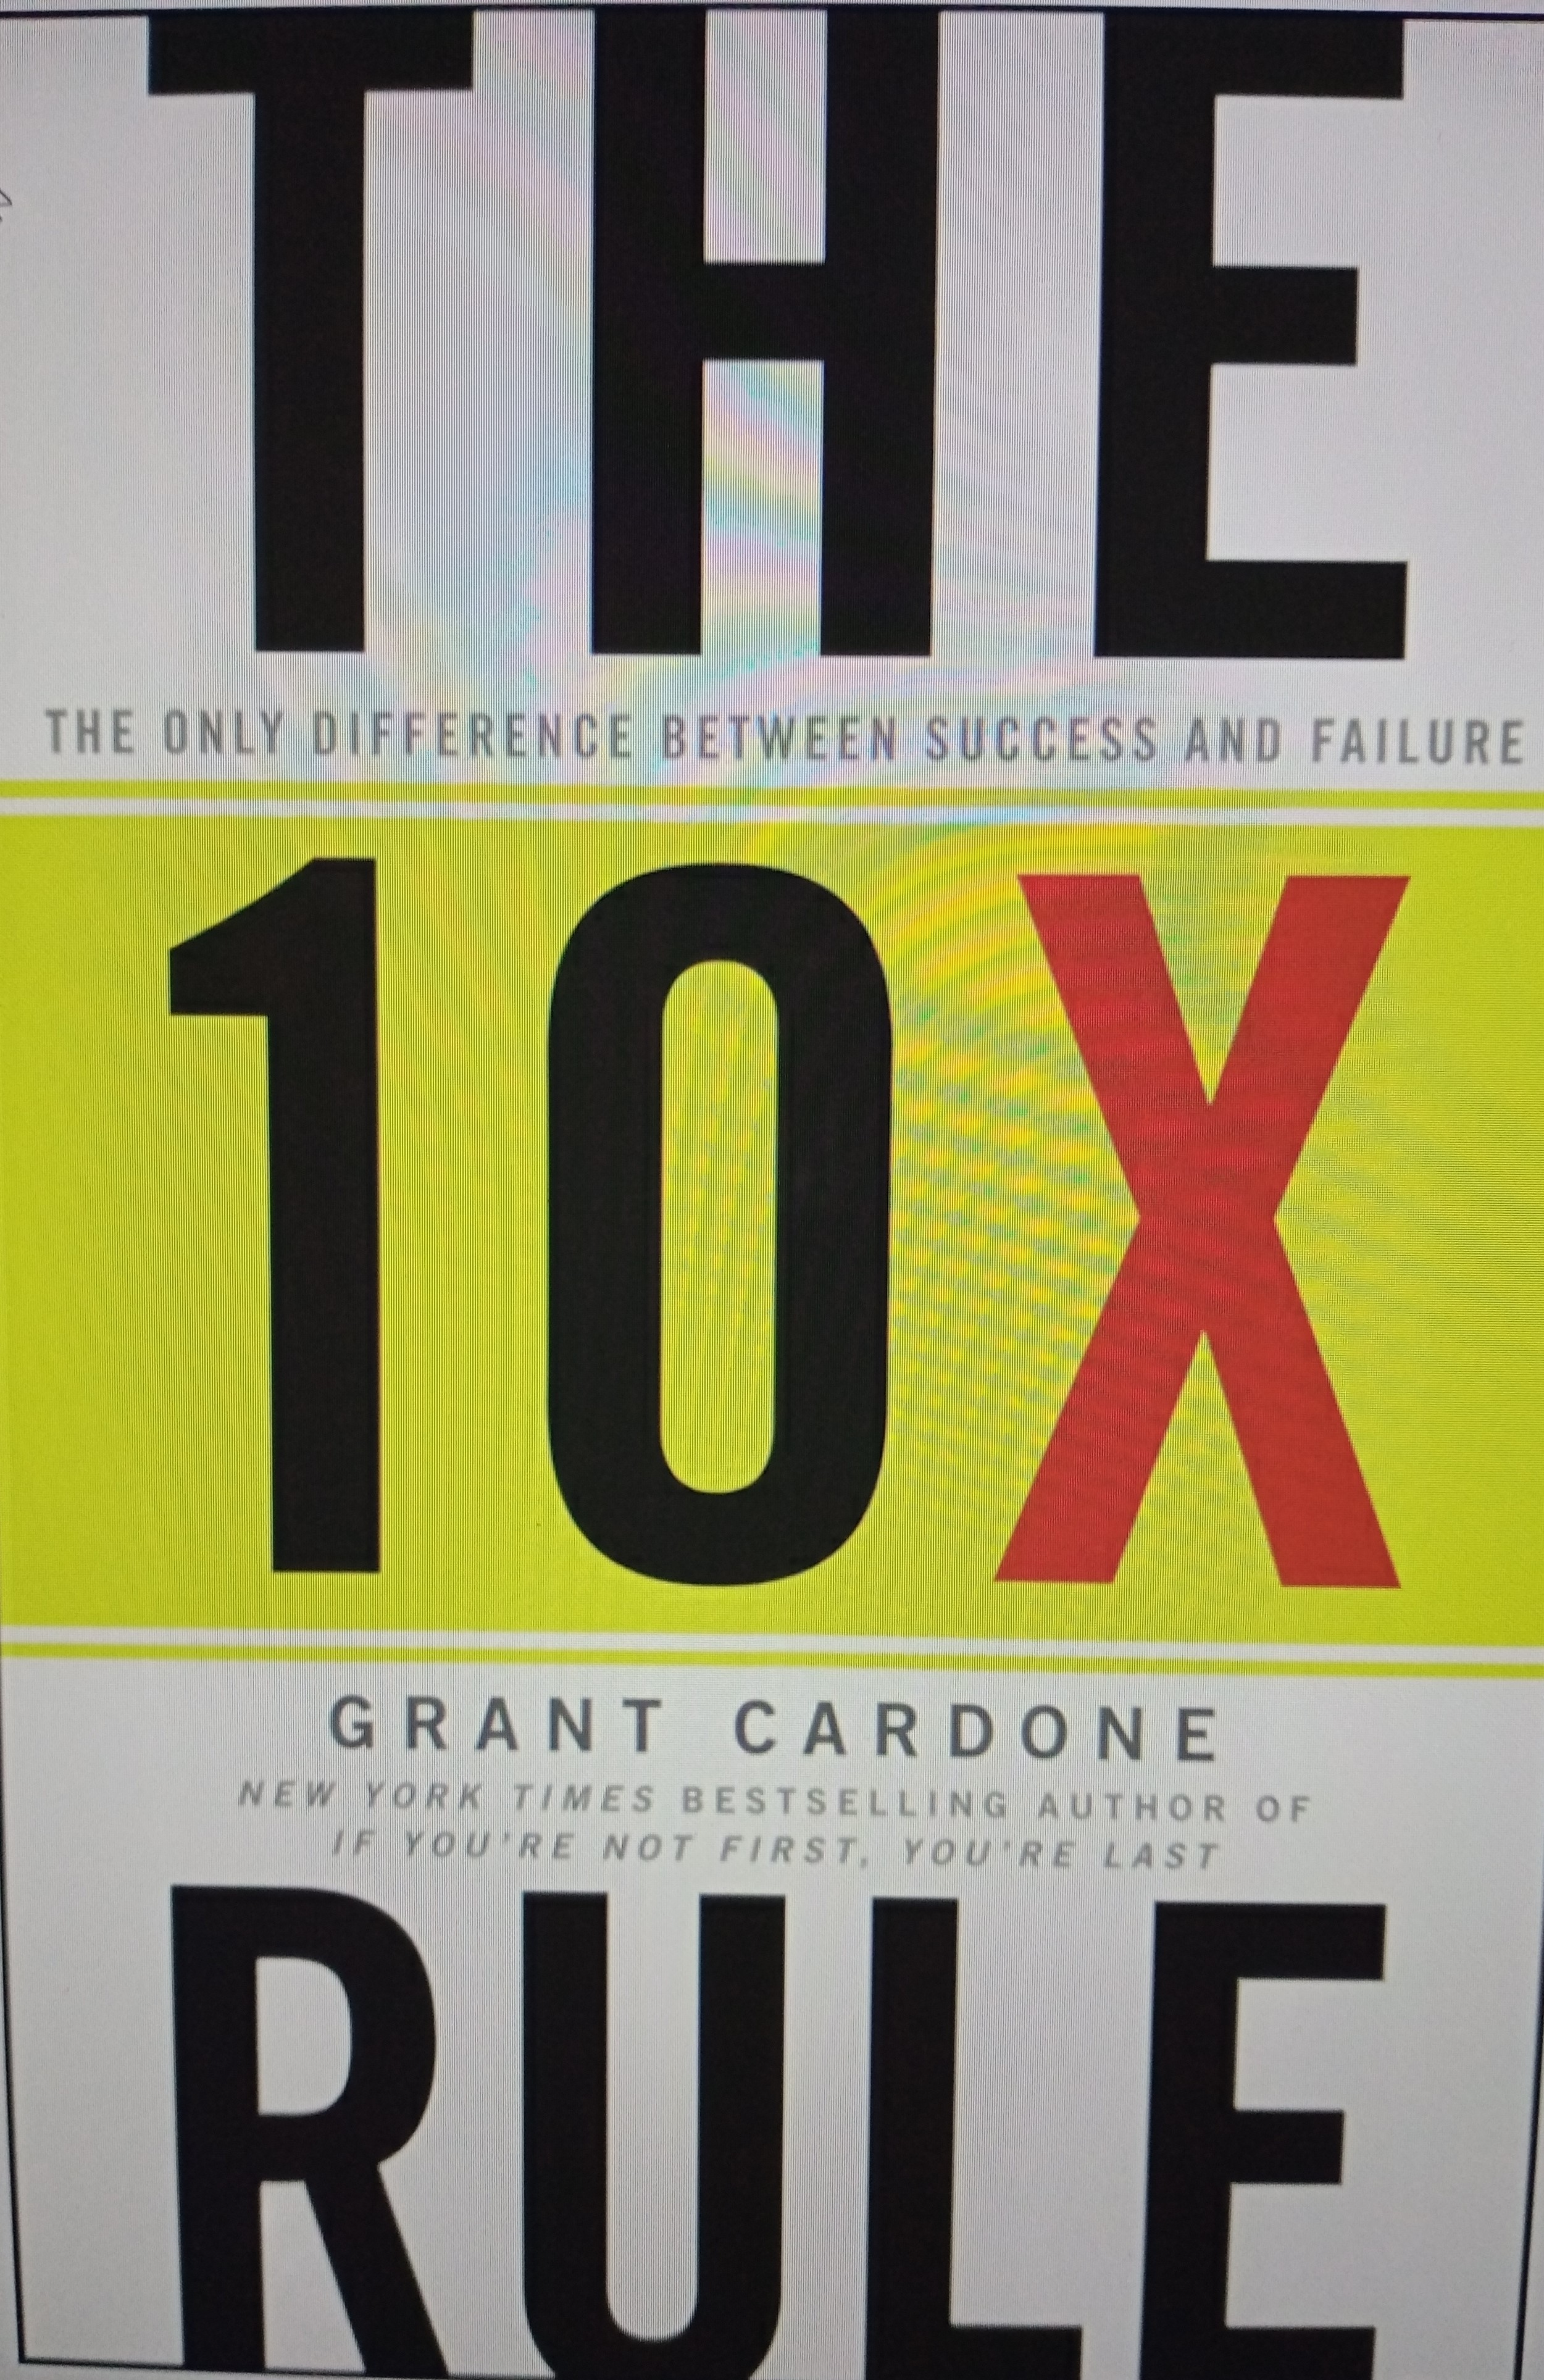 THE
THE ONLY DIFFERENCE BETWEEN SUCCESS AND FAILURE
10X
GRANT CARDONE
NEW YORK TIMES BESTSELLING AUTHOR OF
IF YOU'RE NOT FIRST, YOU'RE LAST
RULE